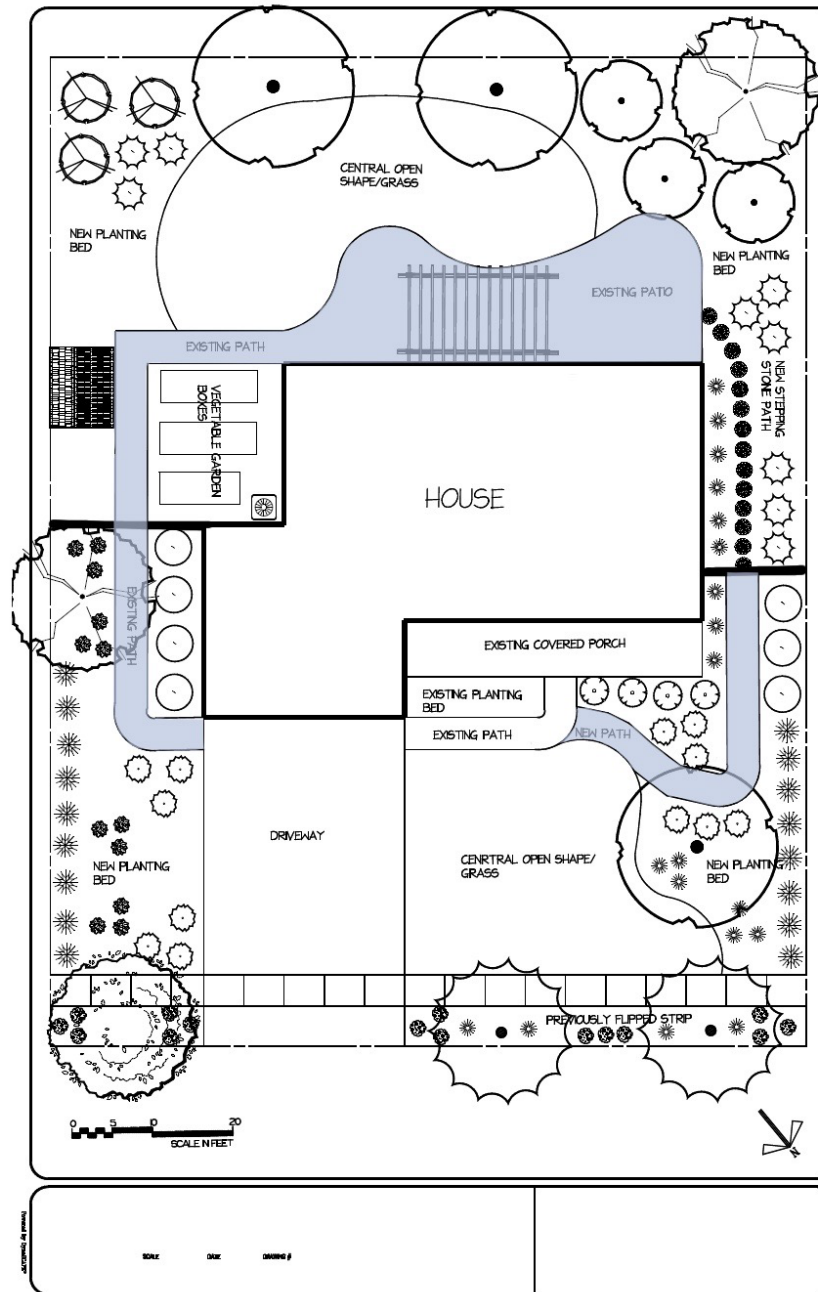 CENTRAL OPEN
SHAPE/GRASS
NEW PLANTING
BED
NEW PLANTING
BED
EXISTING PATIO
EXISTING PATH
VEGETABLE GARDEN
BOXES
NEW STEPPING
STONE PATH
HOUSE
EXISTING PATH
EXISTING COVERED PORCH
EXISTING PLANTING
BED
EXISTING PATH
NEW PATH
DRIVEWAY
CENRTRAL OPEN SHAPE/
GRASS
NEW PLANTING
BED
NEW PLANTING
BED
PREVIOUSLY FLIPPED STRIP
0 5 10 20
SCALE IN FEET
N
SCALE DATE DRAWING #